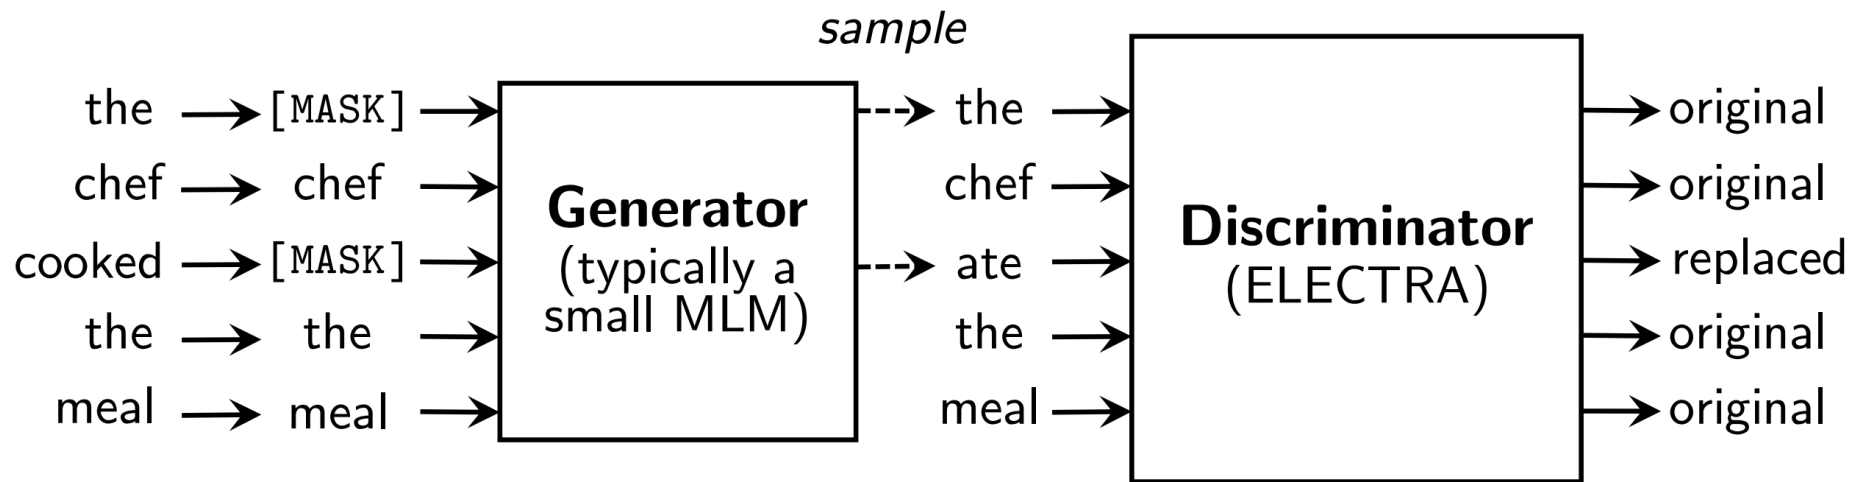 sample
the [MASK] the original
chef chef chef original
Generator
Discriminator
cooked [MASK] ate replaced
(typically a
(ELECTRA)
small MLM)
the the the original
meal meal meal original